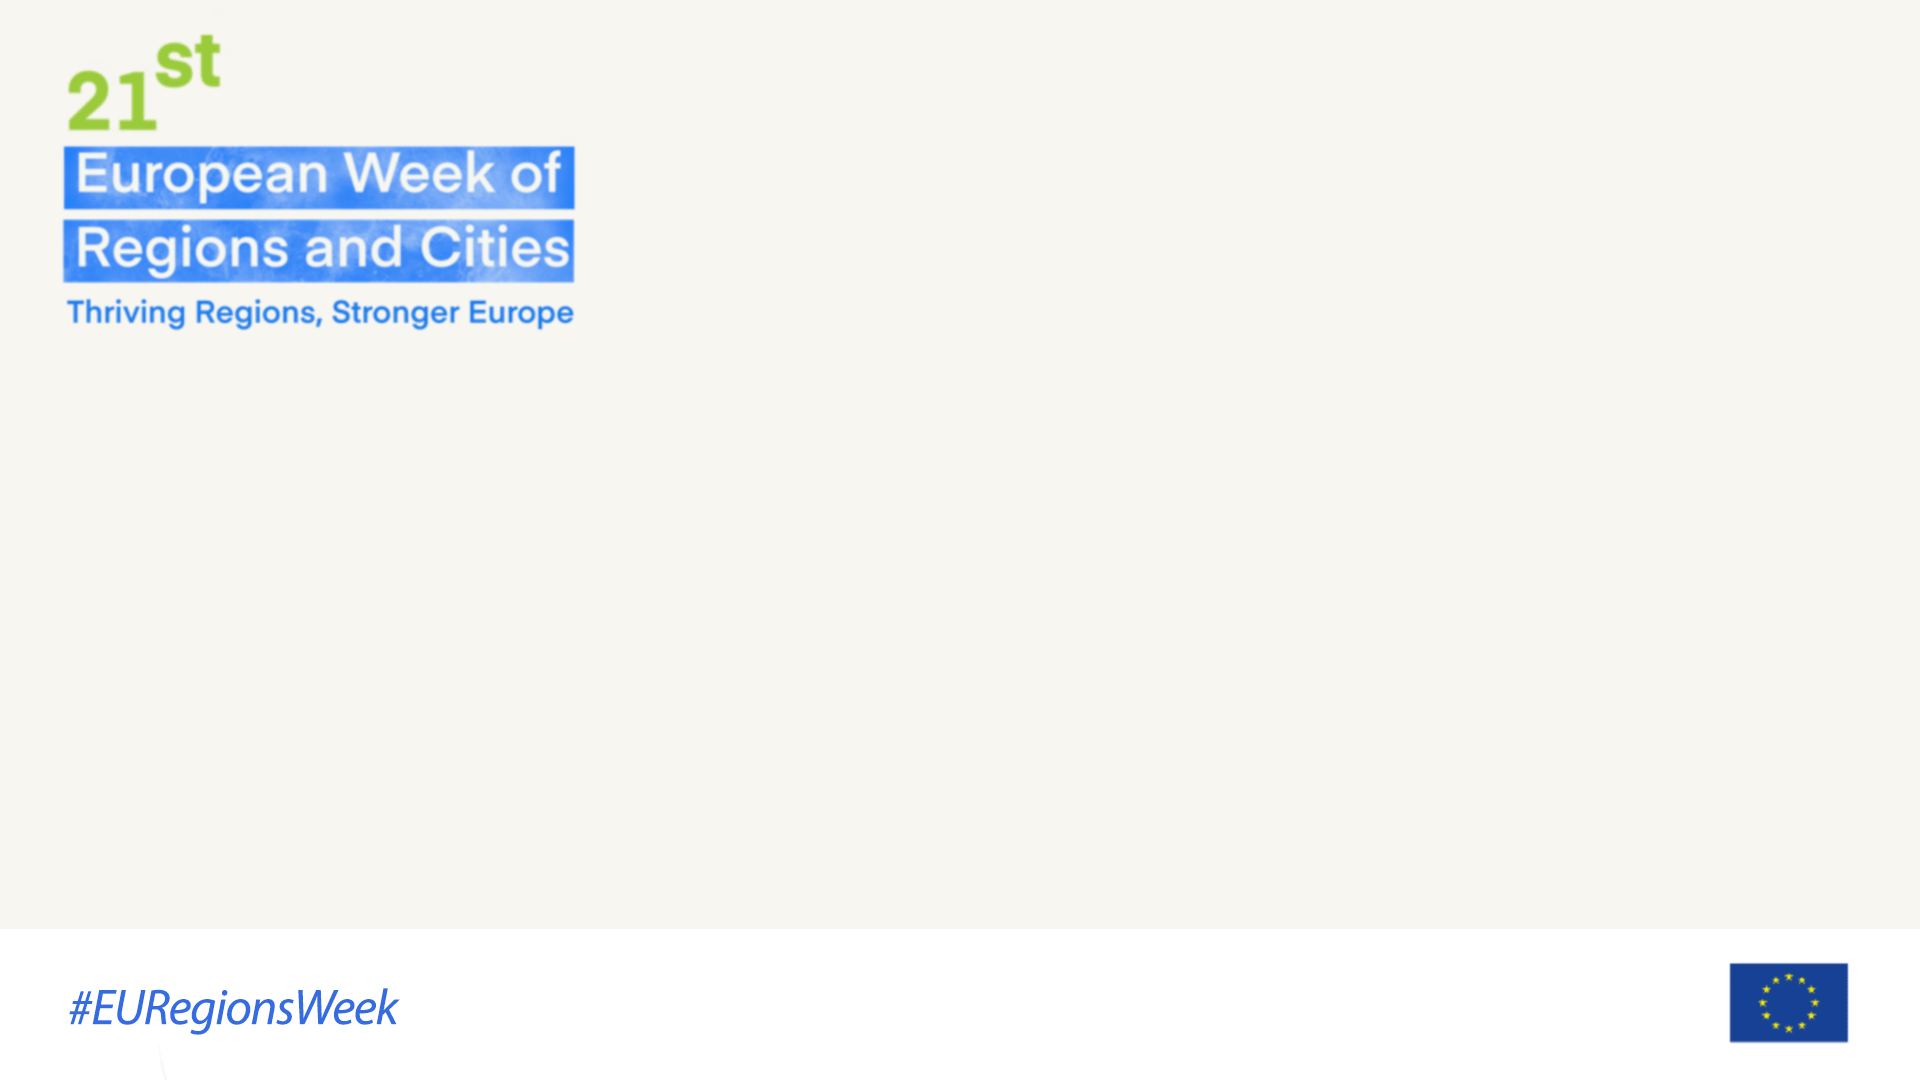 21st
European Week of
Regions and Cities
Thriving Regions, Stronger Europe
#EURegionsWeek